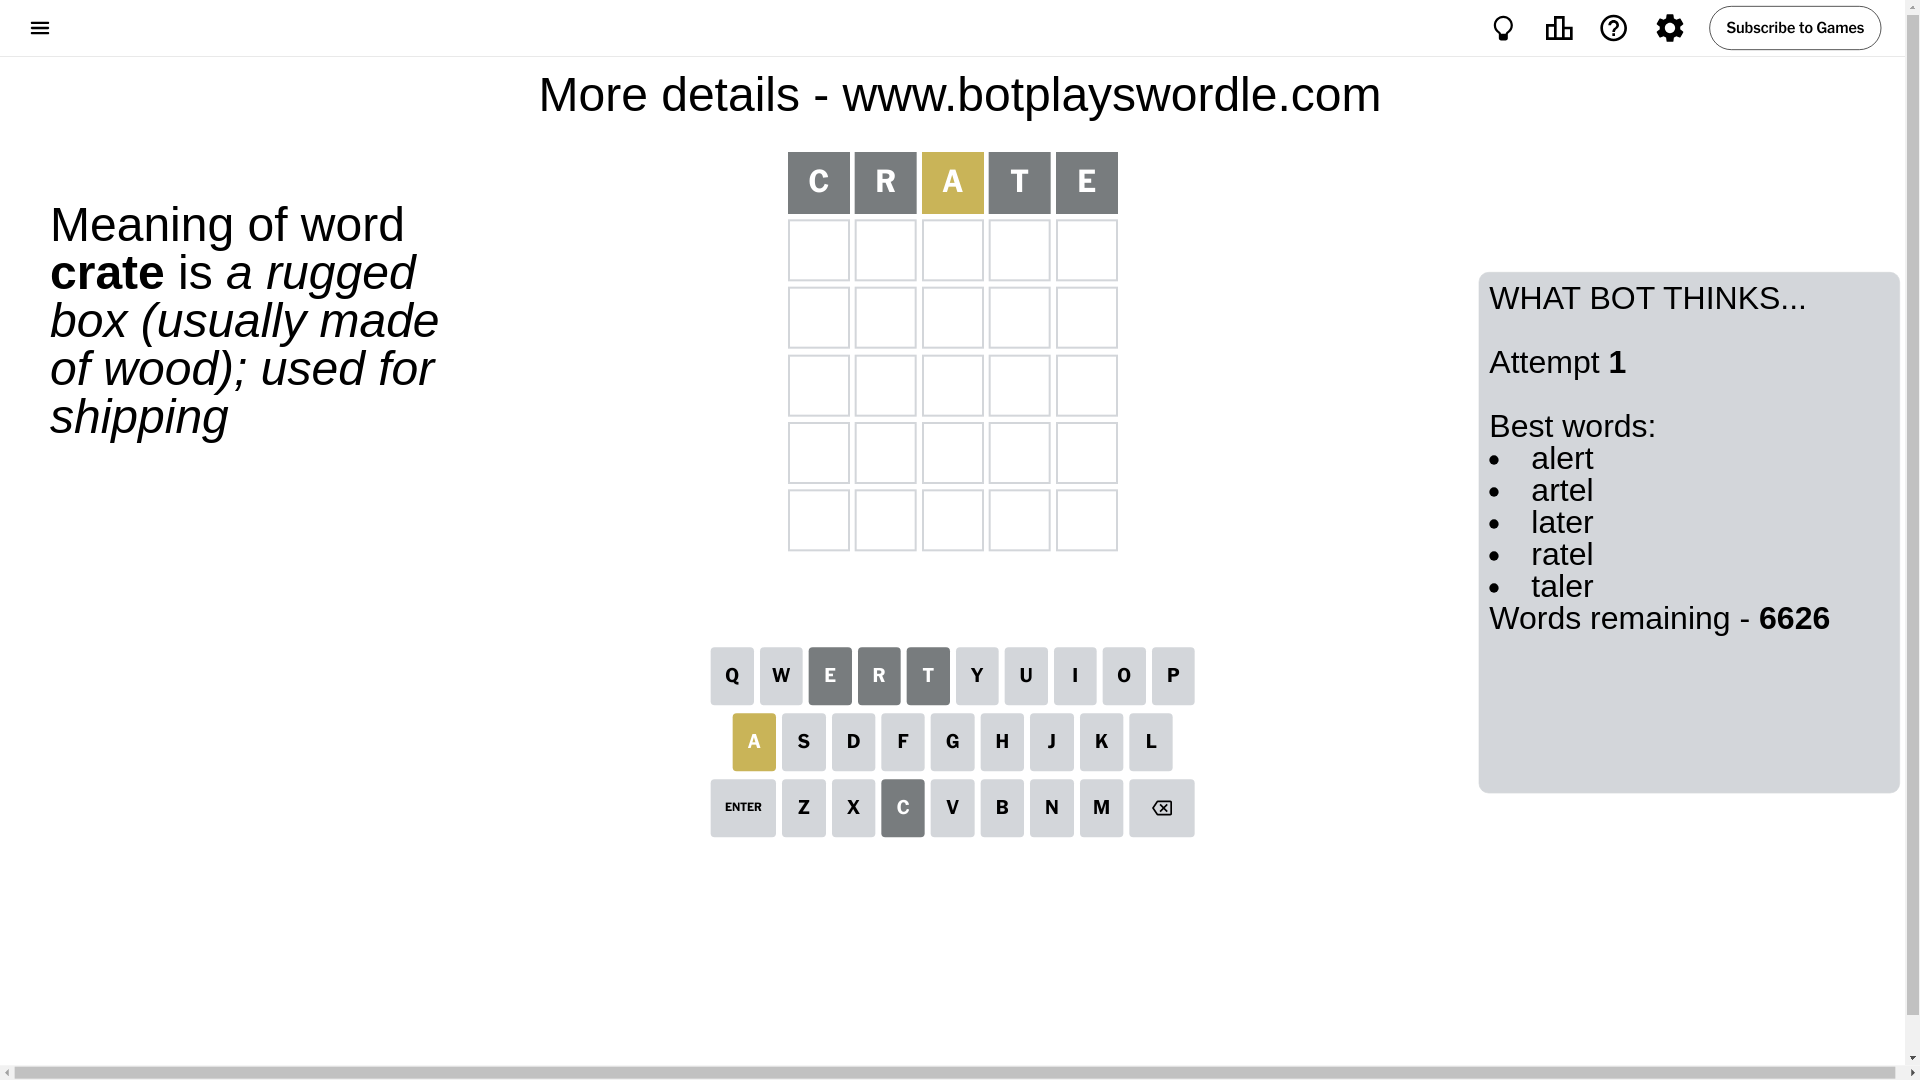 Subscribe to Games
More details - www.botplayswordle.com
Meaning of word
crate is a rugged
box (usually made
of wood); used for
shipping
C R A T E
WHAT BOT THINKS...
Attempt 1
Best words:
• alert
• artel
• later
• ratel
• taler
Words remaining - 6626
Q W E R T Y U I O P
A S D F G H J K L
ENTER Z X C V B N M